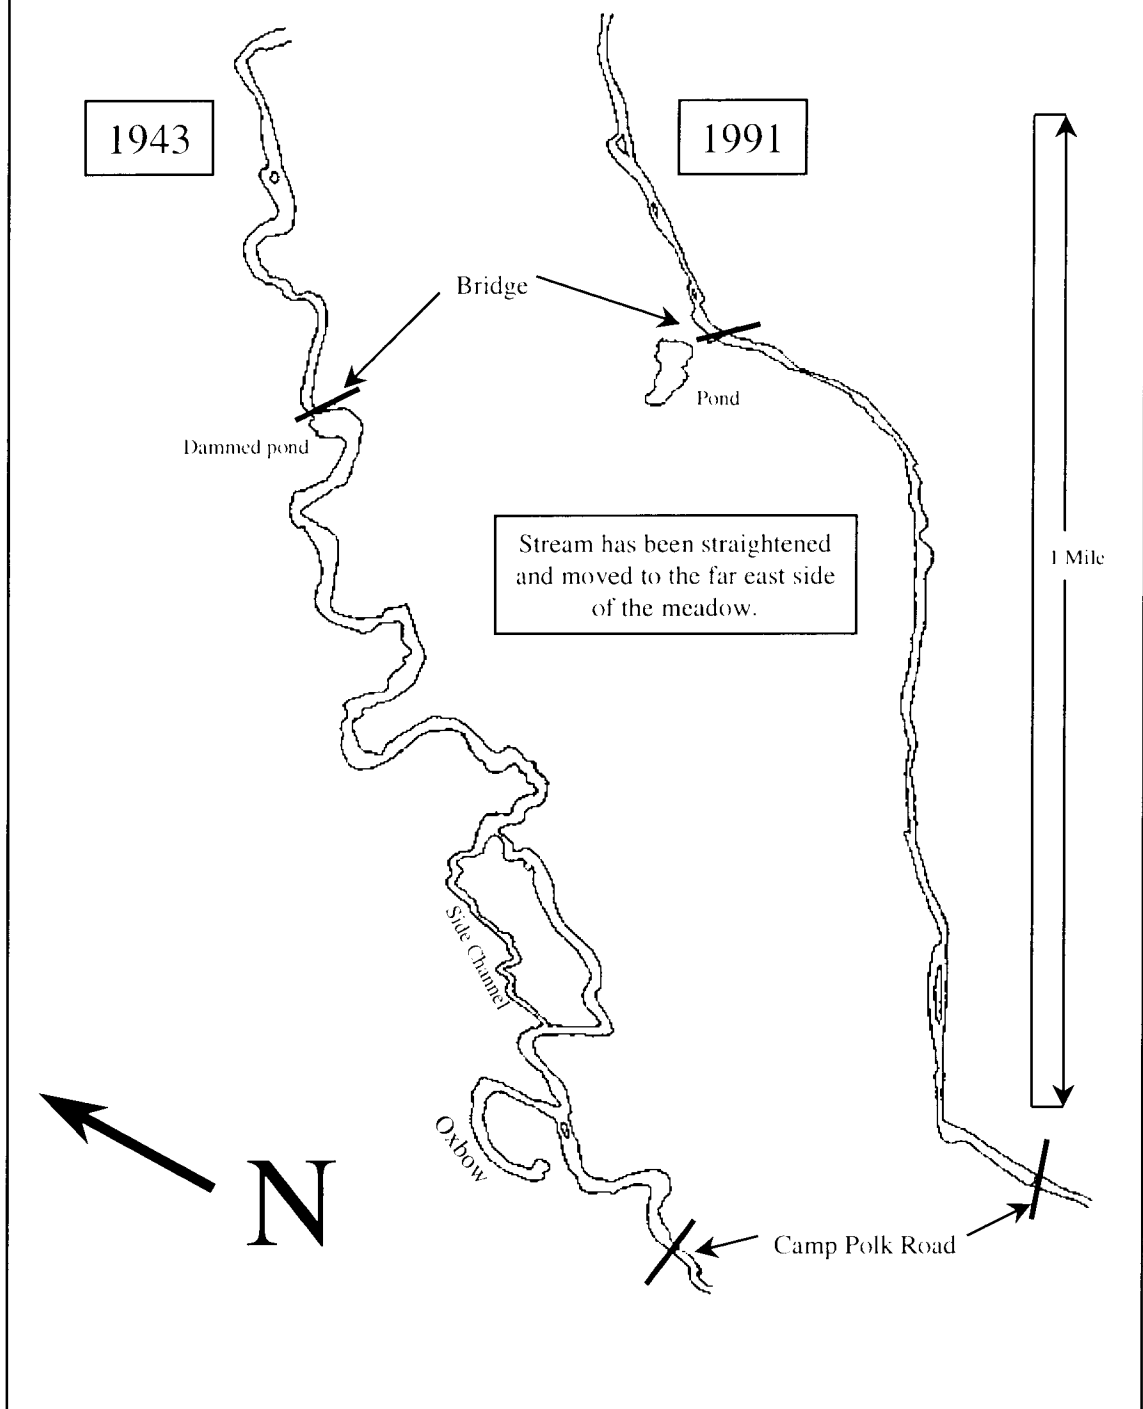 1943
1991
Bridge
Pond
Dammed pond
Stream has been straightened
and moved to the far east side
of the meadow.
1 Mile
Side Channel
Oxbow
N
Camp Polk Road